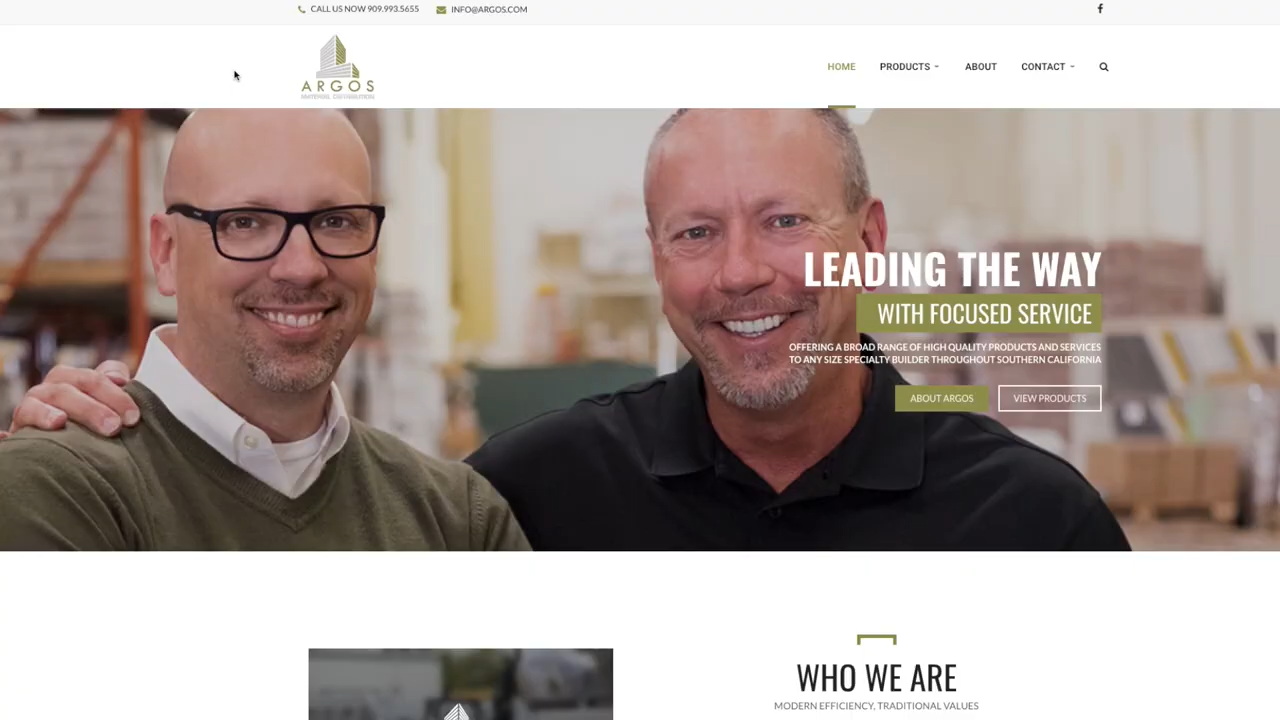 CALL US NOW 909.993.5655 INFO@ARGOS.COM
ARGOS
MATERIAL DISTRIBUTION
HOME PRODUCTS ABOUT CONTACT
LEADING THE WAY
WITH FOCUSED SERVICE
OFFERING A BROAD RANGE OF HIGH QUALITY PRODUCTS AND SERVICES
TO ANY SIZE SPECIALTY BUILDER THROUGHOUT SOUTHERN CALIFORNIA
ABOUT ARGOS VIEW PRODUCTS
WHO WE ARE
MODERN EFFICIENCY, TRADITIONAL VALUES